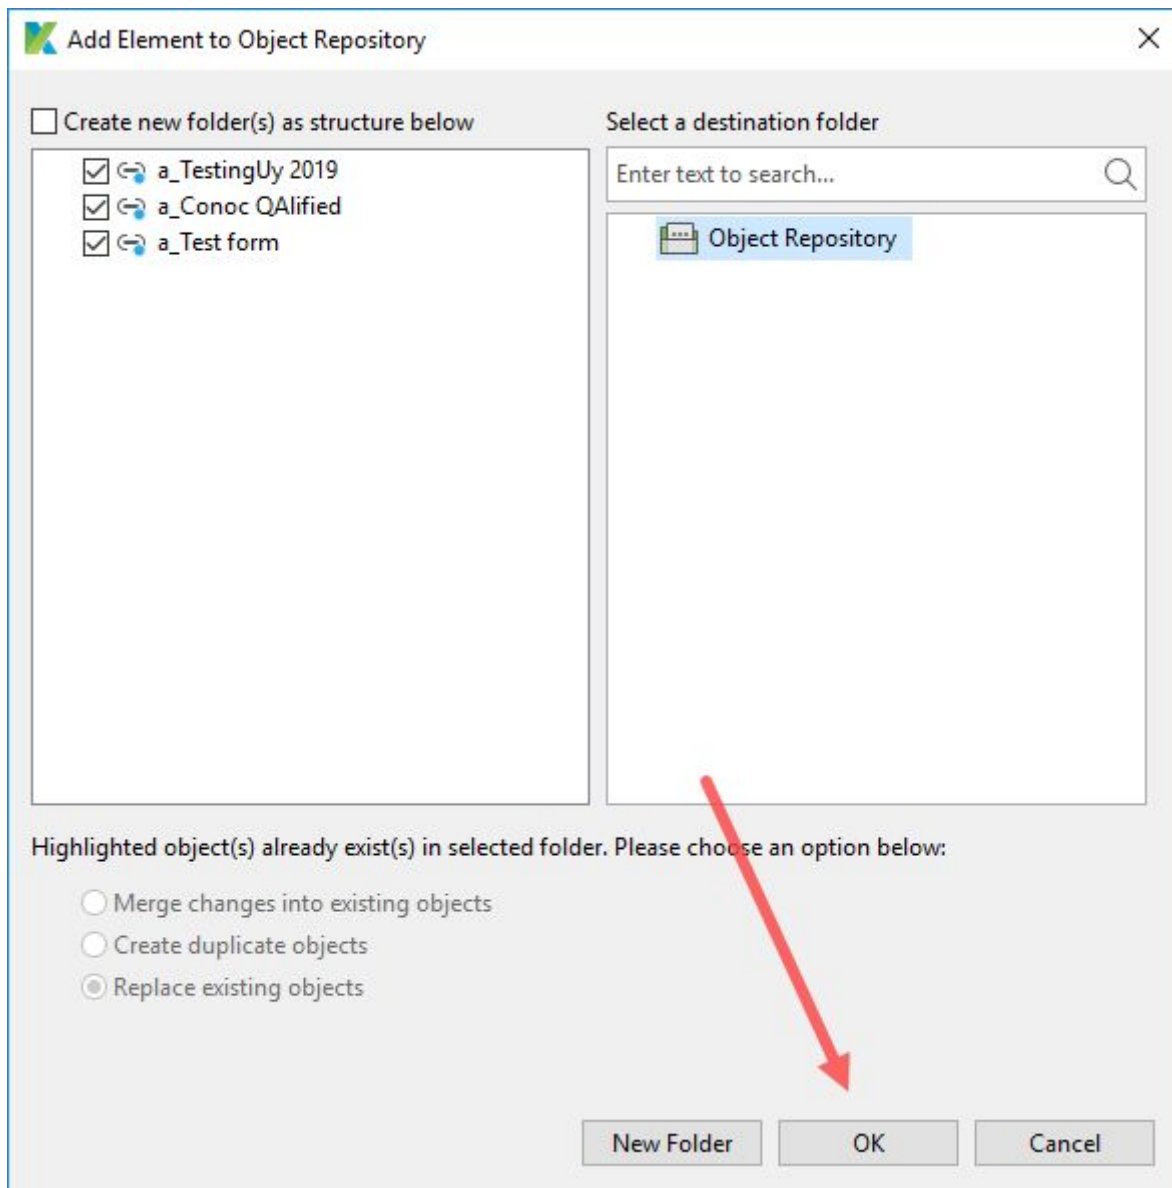 Add Element to Object Repository
Create new folder(s) as structure below
a_TestingUy 2019
a_Conoc QAlified
a_Test form
Select a destination folder
Enter text to search...
Object Repository
Highlighted object(s) already exist(s) in selected folder. Please choose an option below:
Merge changes into existing objects
Create duplicate objects
Replace existing objects
New Folder
OK
Cancel